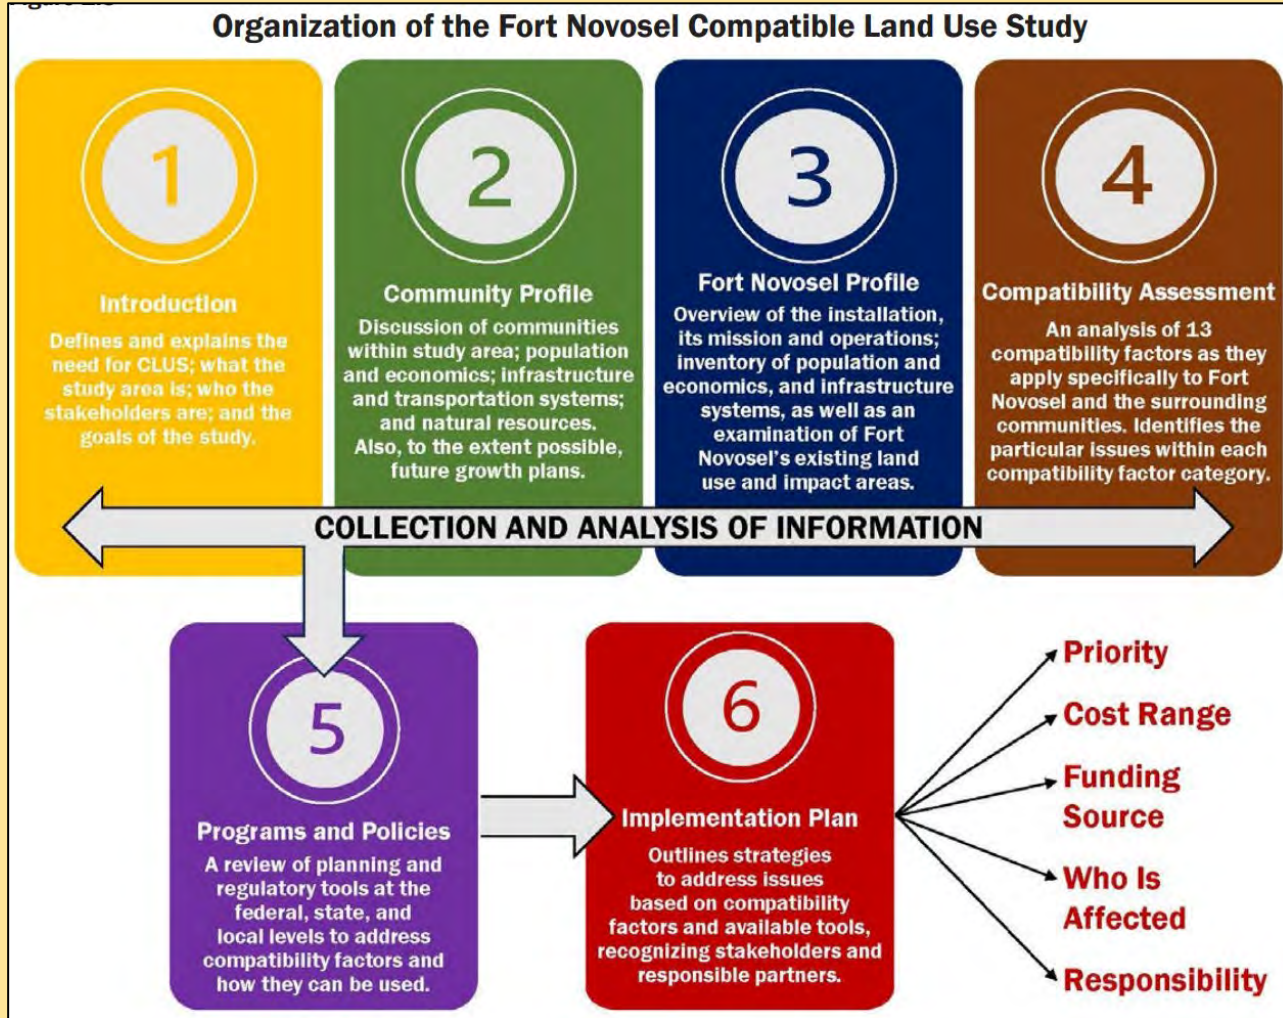 Organization of the Fort Novosel Compatible Land Use Study
1
Introduction
Defines and explains the
need for CLUS; what the
study area is; who the
stakeholders are; and the
goals of the study.
2
Community Profile
Discussion of communities
within study area; population
and economics; infrastructure
and transportation systems;
and natural resources.
Also, to the extent possible,
future growth plans.
3
Fort Novosel Profile
Overview of the installation,
its mission and operations;
inventory of population and
economics, and infrastructure
systems, as well as an
examination of Fort
Novosel's existing land
use and impact areas.
4
Compatibility Assessment
An analysis of 13
compatibility factors as they
apply specifically to Fort
Novosel and the surrounding
communities. Identifies the
particular issues within each
compatibility factor category.
COLLECTION AND ANALYSIS OF INFORMATION
5
Programs and Policies
A review of planning and
regulatory tools at the
federal, state, and
local levels to address
compatibility factors and
how they can be used.
6
Implementation Plan
Outlines strategies
to address issues
based on compatibility
factors and available tools,
recognizing stakeholders and
responsible partners.
Priority
Cost Range
Funding
Source
Who Is
Affected
Responsibility